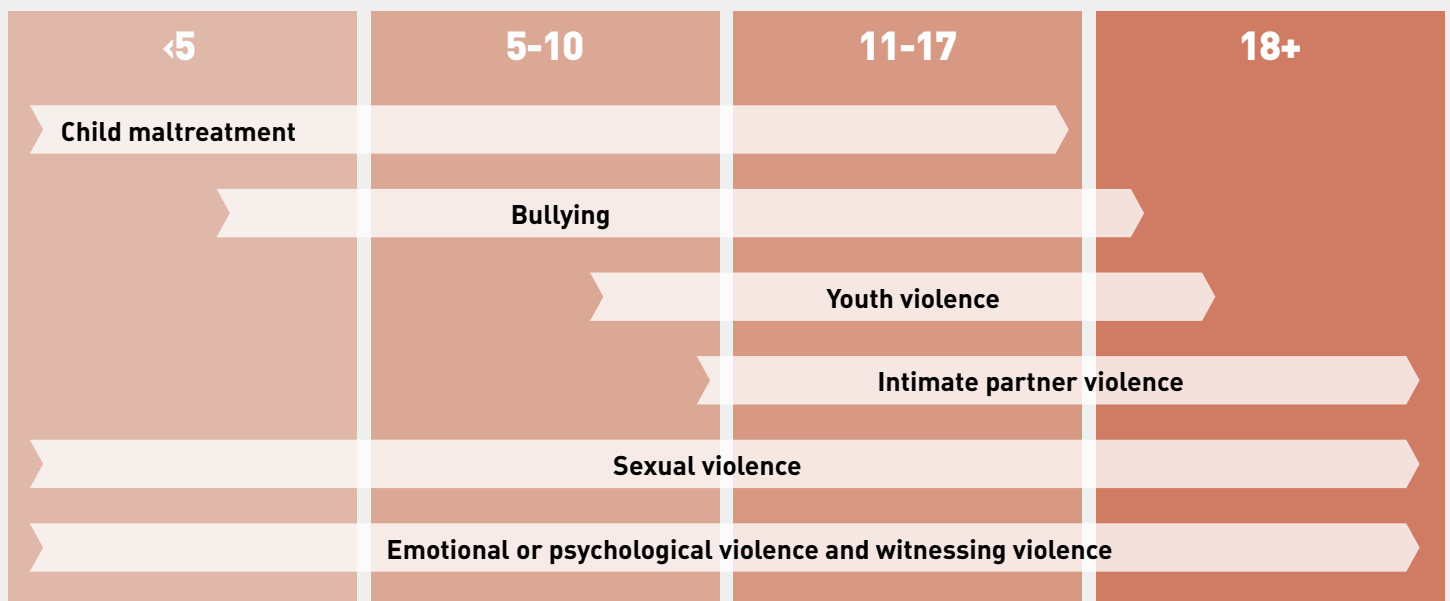 <5 5-10 11-17 18+
Child maltreatment
Bullying
Youth violence
Intimate partner violence
Sexual violence
Emotional or psychological violence and witnessing violence